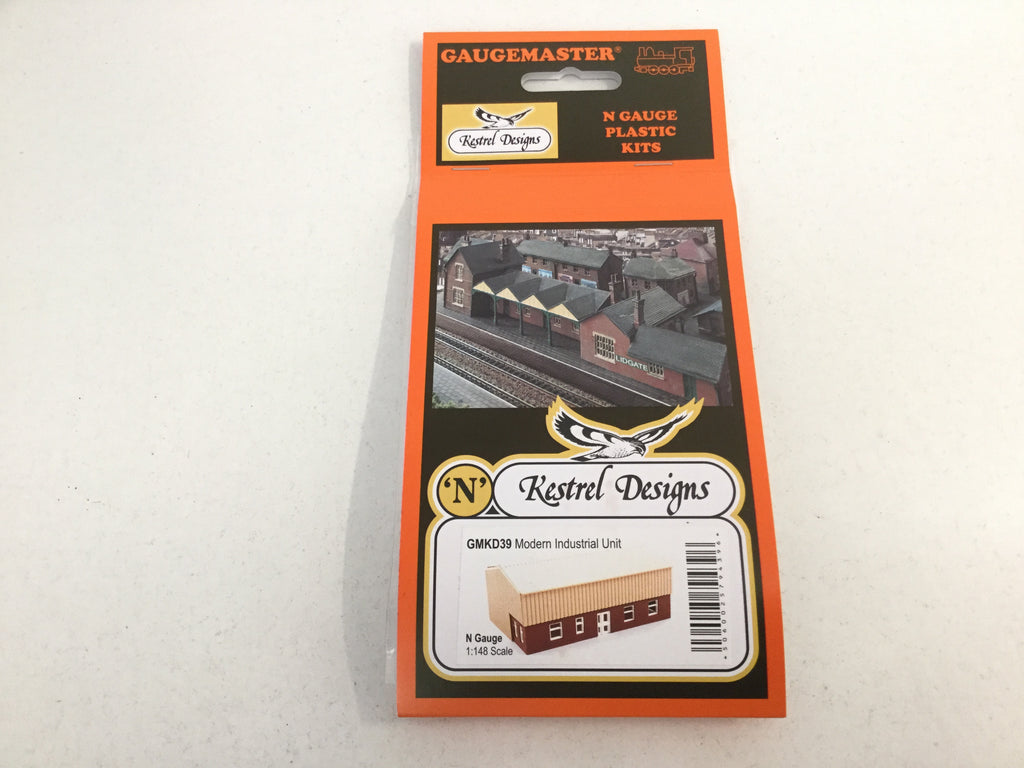 GAUGEMASTER®
Kestrel Designs
N GAUGE
PLASTIC
KITS
LIDGATE
'N'
Kestrel Designs
GMKD39 Modern Industrial Unit
N Gauge
1:148 Scale